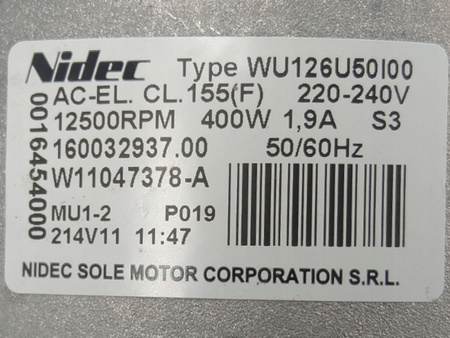 Nidec Type WU126U50I00
AC-EL. CL.155(F) 220-240V
12500RPM 400W 1,9A S3
160032937.00 50/60Hz
W11047378-A
MU1-2 P019
214V11 11:47
0016454000
NIDEC SOLE MOTOR CORPORATION S.R.L.